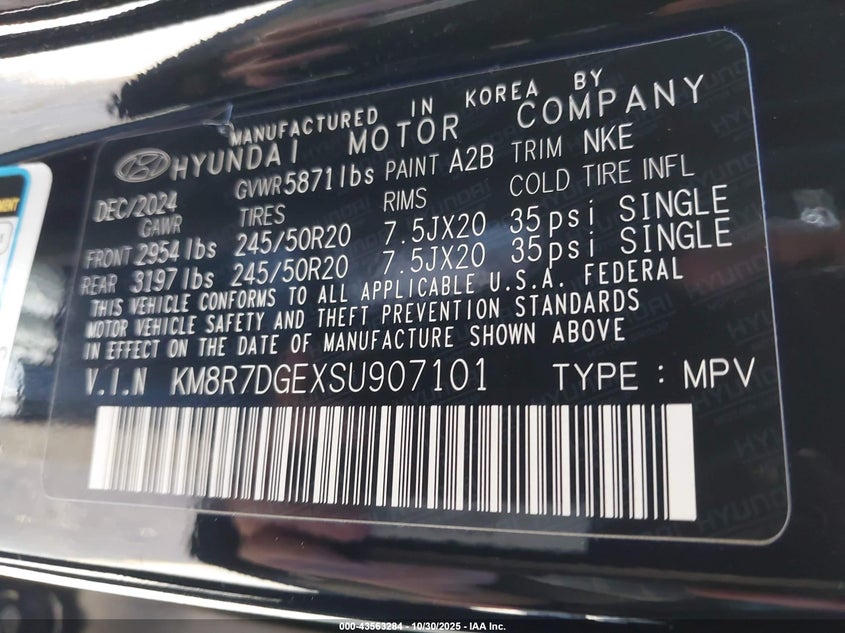 MANUFACTURED IN KOREA BY
HYUNDAI MOTOR COMPANY
DEC/2024 GVWR 5871 lbs PAINT A2B TRIM NKE
GAWR TIRES RIMS COLD TIRE INFL
FRONT 2954 lbs 245/50R20 7.5JX20 35psi SINGLE
REAR 3197 lbs 245/50R20 7.5JX20 35psi SINGLE
THIS VEHICLE CONFORMS TO ALL APPLICABLE U.S.A. FEDERAL
MOTOR VEHICLE SAFETY AND THEFT PREVENTION STANDARDS
IN EFFECT ON THE DATE OF MANUFACTURE SHOWN ABOVE
V.I.N KM8R7DGEXSU907101 TYPE : MPV
000-43563284 - 10/30/2025 - IAA Inc.